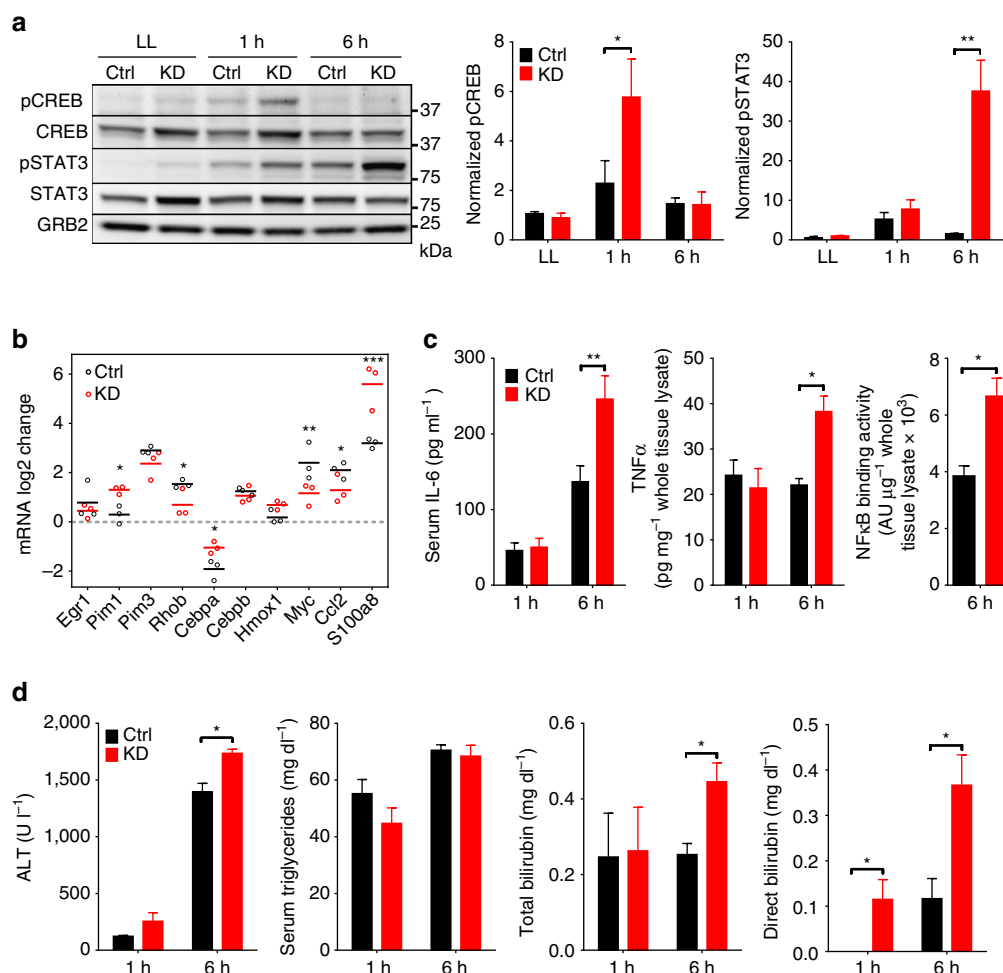 a
LL 1 h 6 h
Ctrl KD Ctrl KD Ctrl KD
pCREB 37
CREB 37
pSTAT3 75
STAT3 75
GRB2 25
kDa
Normalized pCREB
8
6
4
2
0
Ctrl
KD
*
LL 1 h 6 h
Normalized pSTAT3
50
40
30
20
10
0
**
LL 1 h 6 h
b
mRNA log2 change
6
4
2
0
–2
Ctrl
KD
* * * ** * ***
Egr1 Pim1 Pim3 Rhob Cebpa Cebpb Hmox1 Myc Ccl2 S100a8
c
Serum IL-6 (pg ml–1)
300
200
100
0
Ctrl
KD
**
1 h 6 h
TNFα
(pg mg–1 whole tissue lysate)
50
40
30
20
10
0
*
1 h 6 h
NFκB binding activity
(AU µg–1 whole
tissue lysate × 103)
8
6
4
2
0
*
6 h
d
ALT (U l–1)
2,000
1,500
1,000
500
0
Ctrl
KD
*
1 h 6 h
Serum triglycerides (mg dl–1)
80
60
40
20
0
1 h 6 h
Total bilirubin (mg dl–1)
0.6
0.4
0.2
0.0
*
1 h 6 h
Direct bilirubin (mg dl–1)
0.5
0.4
0.3
0.2
0.1
0.0
* *
1 h 6 h